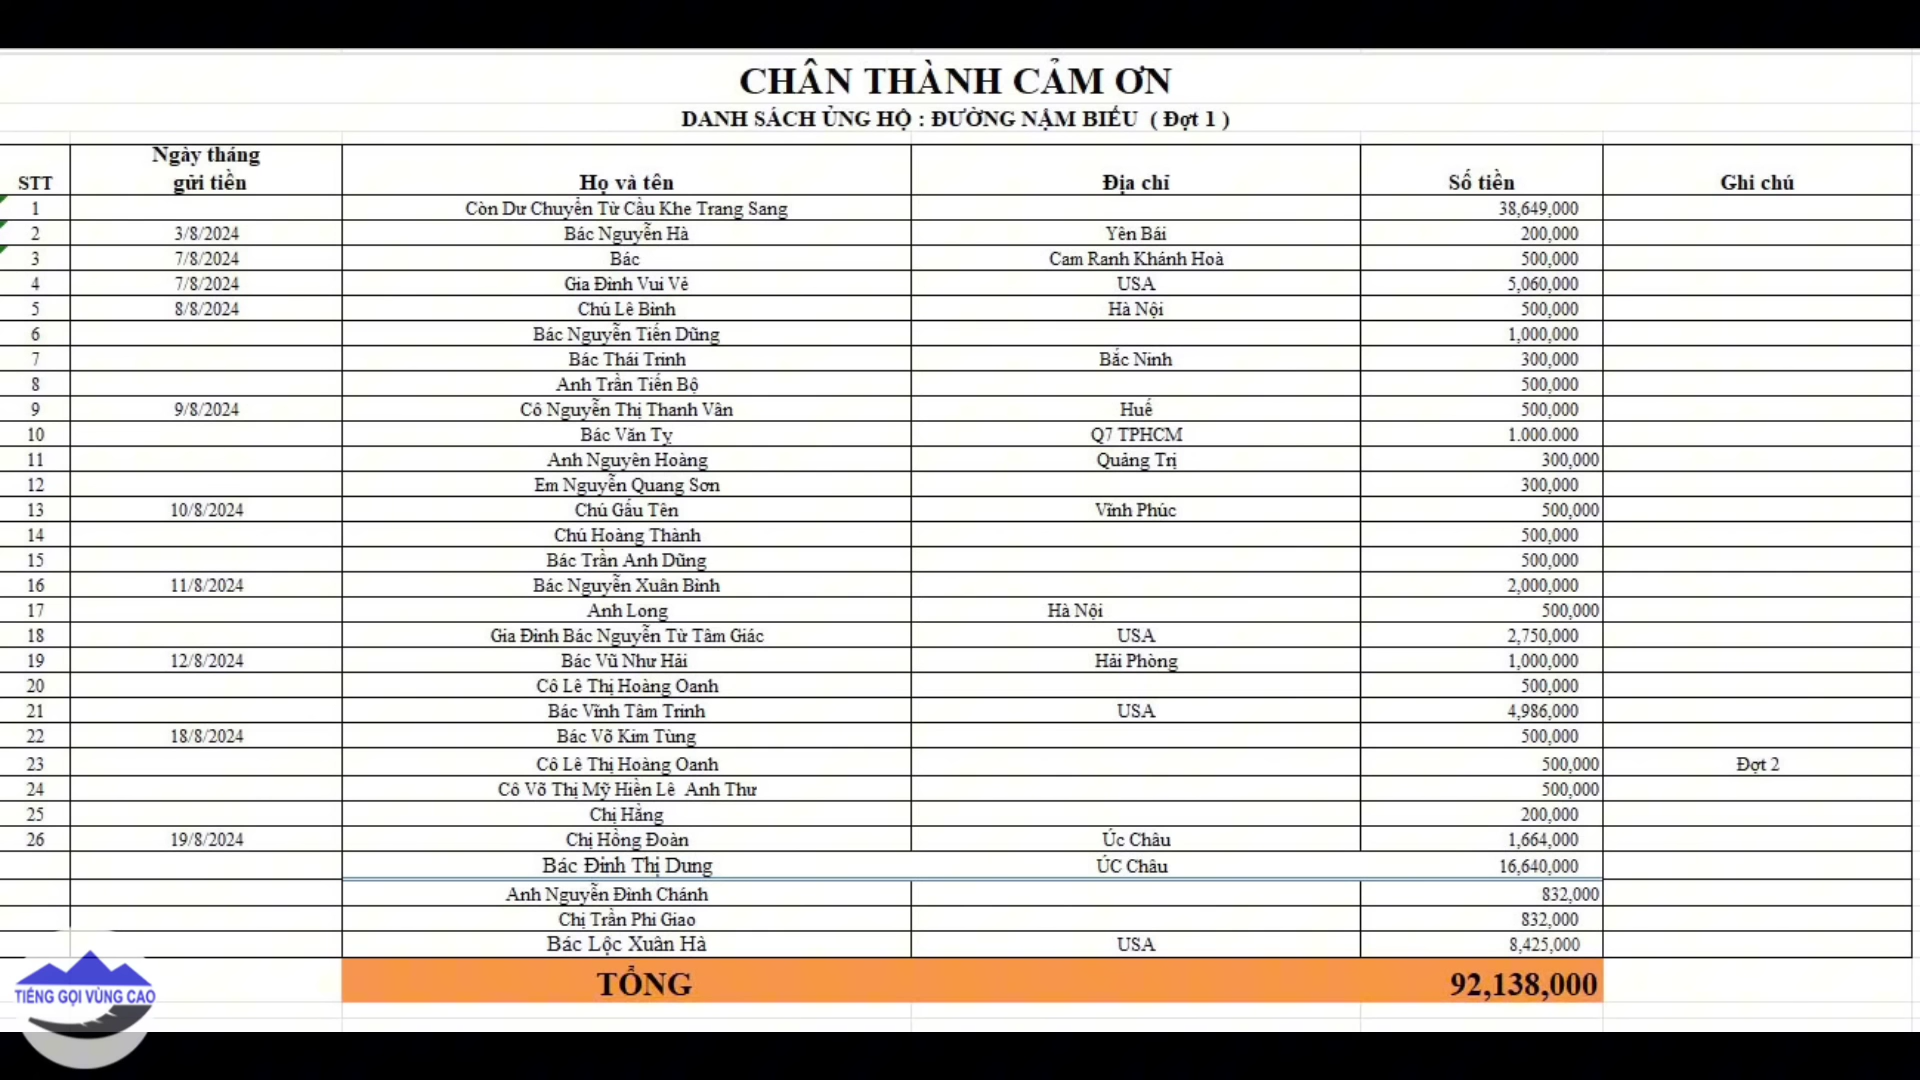 CHÂN THÀNH CẢM ƠN
DANH SÁCH ỦNG HỘ : ĐƯỜNG NẬM BIẾU ( Đợt 1 )
STT Ngày tháng gửi tiền Họ và tên Địa chỉ Số tiền Ghi chú
1 Còn Dư Chuyển Từ Cầu Khe Trang Sang 38,649,000
2 3/8/2024 Bác Nguyễn Hà Yên Bái 200,000
3 7/8/2024 Bác Cam Ranh Khánh Hoà 500,000
4 7/8/2024 Gia Đình Vui Vẻ USA 5,060,000
5 8/8/2024 Chú Lê Bình Hà Nội 500,000
6 Bác Nguyễn Tiến Dũng 1,000,000
7 Bác Thái Trinh Bắc Ninh 300,000
8 Anh Trần Tiến Bộ 500,000
9 9/8/2024 Cô Nguyễn Thị Thanh Vân Huế 500,000
10 Bác Văn Tỵ Q7 TPHCM 1.000.000
11 Anh Nguyên Hoàng Quảng Trị 300,000
12 Em Nguyễn Quang Sơn 300,000
13 10/8/2024 Chú Gấu Tên Vĩnh Phúc 500,000
14 Chú Hoàng Thành 500,000
15 Bác Trần Anh Dũng 500,000
16 11/8/2024 Bác Nguyễn Xuân Bình 2,000,000
17 Anh Long Hà Nội 500,000
18 Gia Đình Bác Nguyễn Từ Tâm Giác USA 2,750,000
19 12/8/2024 Bác Vũ Như Hải Hải Phòng 1,000,000
20 Cô Lê Thị Hoàng Oanh 500,000
21 Bác Vĩnh Tâm Trinh USA 4,986,000
22 18/8/2024 Bác Võ Kim Tùng 500,000
23 Cô Lê Thị Hoàng Oanh 500,000 Đợt 2
24 Cô Võ Thị Mỹ Hiền Lê Anh Thư 500,000
25 Chị Hằng 200,000
26 19/8/2024 Chị Hồng Đoàn Úc Châu 1,664,000
Bác Đinh Thị Dung ÚC Châu 16,640,000
Anh Nguyễn Đình Chánh 832,000
Chị Trần Phi Giao 832,000
Bác Lộc Xuân Hà USA 8,425,000
TỔNG 92,138,000
TIẾNG GỌI VÙNG CAO